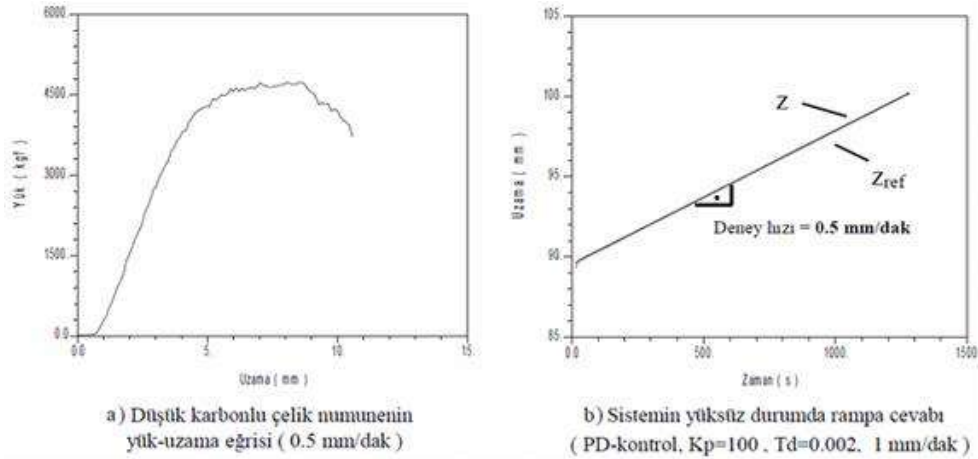 6000
4500
3000
1500
0.0
Yük ( kgf )
0.0
5.
10.
15.
Uzama ( mm )
a) Düşük karbonlu çelik numunenin
yük-uzama eğrisi ( 0.5 mm/dak )
105.
100.
95.
90.
85.
Uzama ( mm )
Z
Zref
Deney hızı = 0.5 mm/dak
0.0
500.
1000
1500
Zaman ( s )
b) Sistemin yüksüz durumda rampa cevabı
( PD-kontrol, Kp=100 , Td=0.002, 1 mm/dak )